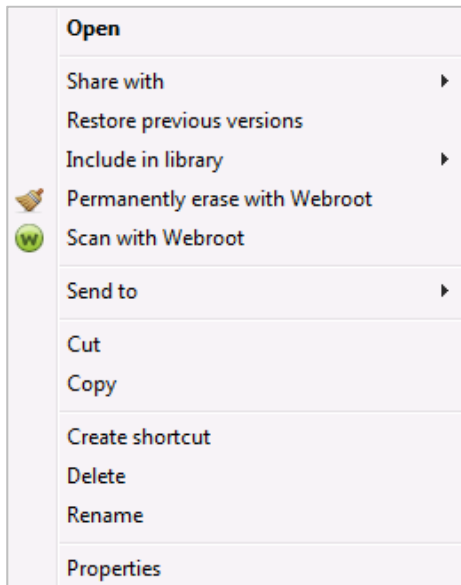 Open
Share with
Restore previous versions
Include in library
Permanently erase with Webroot
W Scan with Webroot
Send to
Cut
Copy
Create shortcut
Delete
Rename
Properties